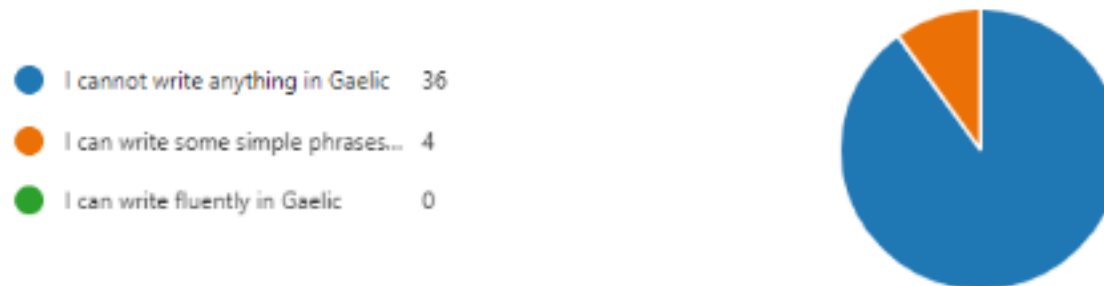 I cannot write anything in Gaelic 36
I can write some simple phrases... 4
I can write fluently in Gaelic 0